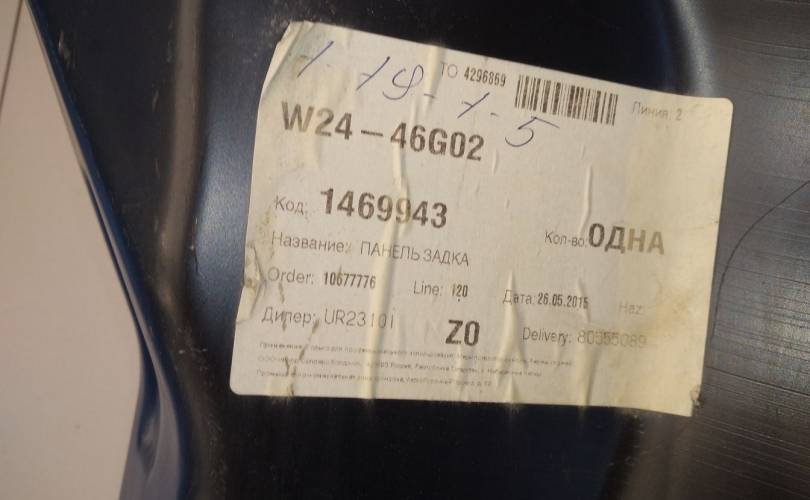 TO 4296869
Линия: 2
1-19-1-5
W24-46G02
Код: 1469943
Кол-во: ОДНА
Название: ПАНЕЛЬ ЗАДКА
Order: 10677776 Line: 120 Дата: 26.05.2015 Haz:
Дилер: UR23101 Z0 Delivery: 80555089